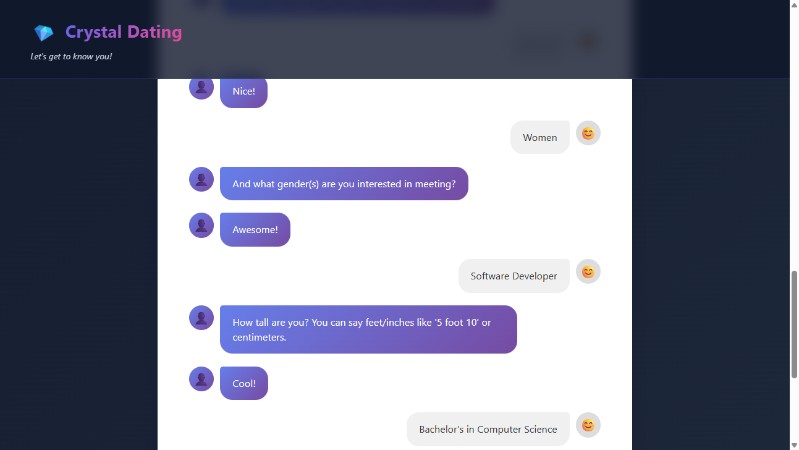 Crystal Dating
Let's get to know you!
Nice!
Women
And what gender(s) are you interested in meeting?
Awesome!
Software Developer
How tall are you? You can say feet/inches like '5 foot 10' or
centimeters.
Cool!
Bachelor's in Computer Science